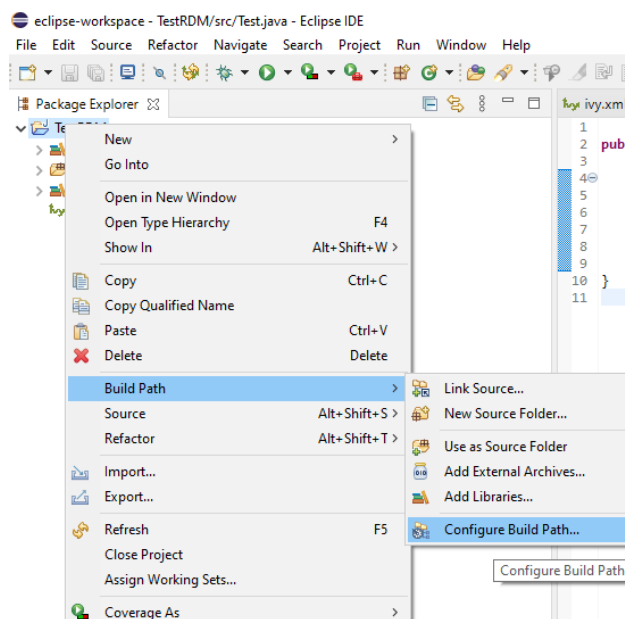 eclipse-workspace - TestRDM/src/Test.java - Eclipse IDE
File Edit Source Refactor Navigate Search Project Run Window Help
Package Explorer
ivy.xm
1
2 pub
3
4
5
6
7
8
9
10 }
11
New
Go Into
Open in New Window
Open Type Hierarchy F4
Show In Alt+Shift+W >
Copy Ctrl+C
Copy Qualified Name
Paste Ctrl+V
Delete Delete
Build Path
Source Alt+Shift+S >
Refactor Alt+Shift+T >
Import...
Export...
Refresh F5
Close Project
Assign Working Sets...
Coverage As
Link Source...
New Source Folder...
Use as Source Folder
Add External Archives...
Add Libraries...
Configure Build Path...
Configure Build Path